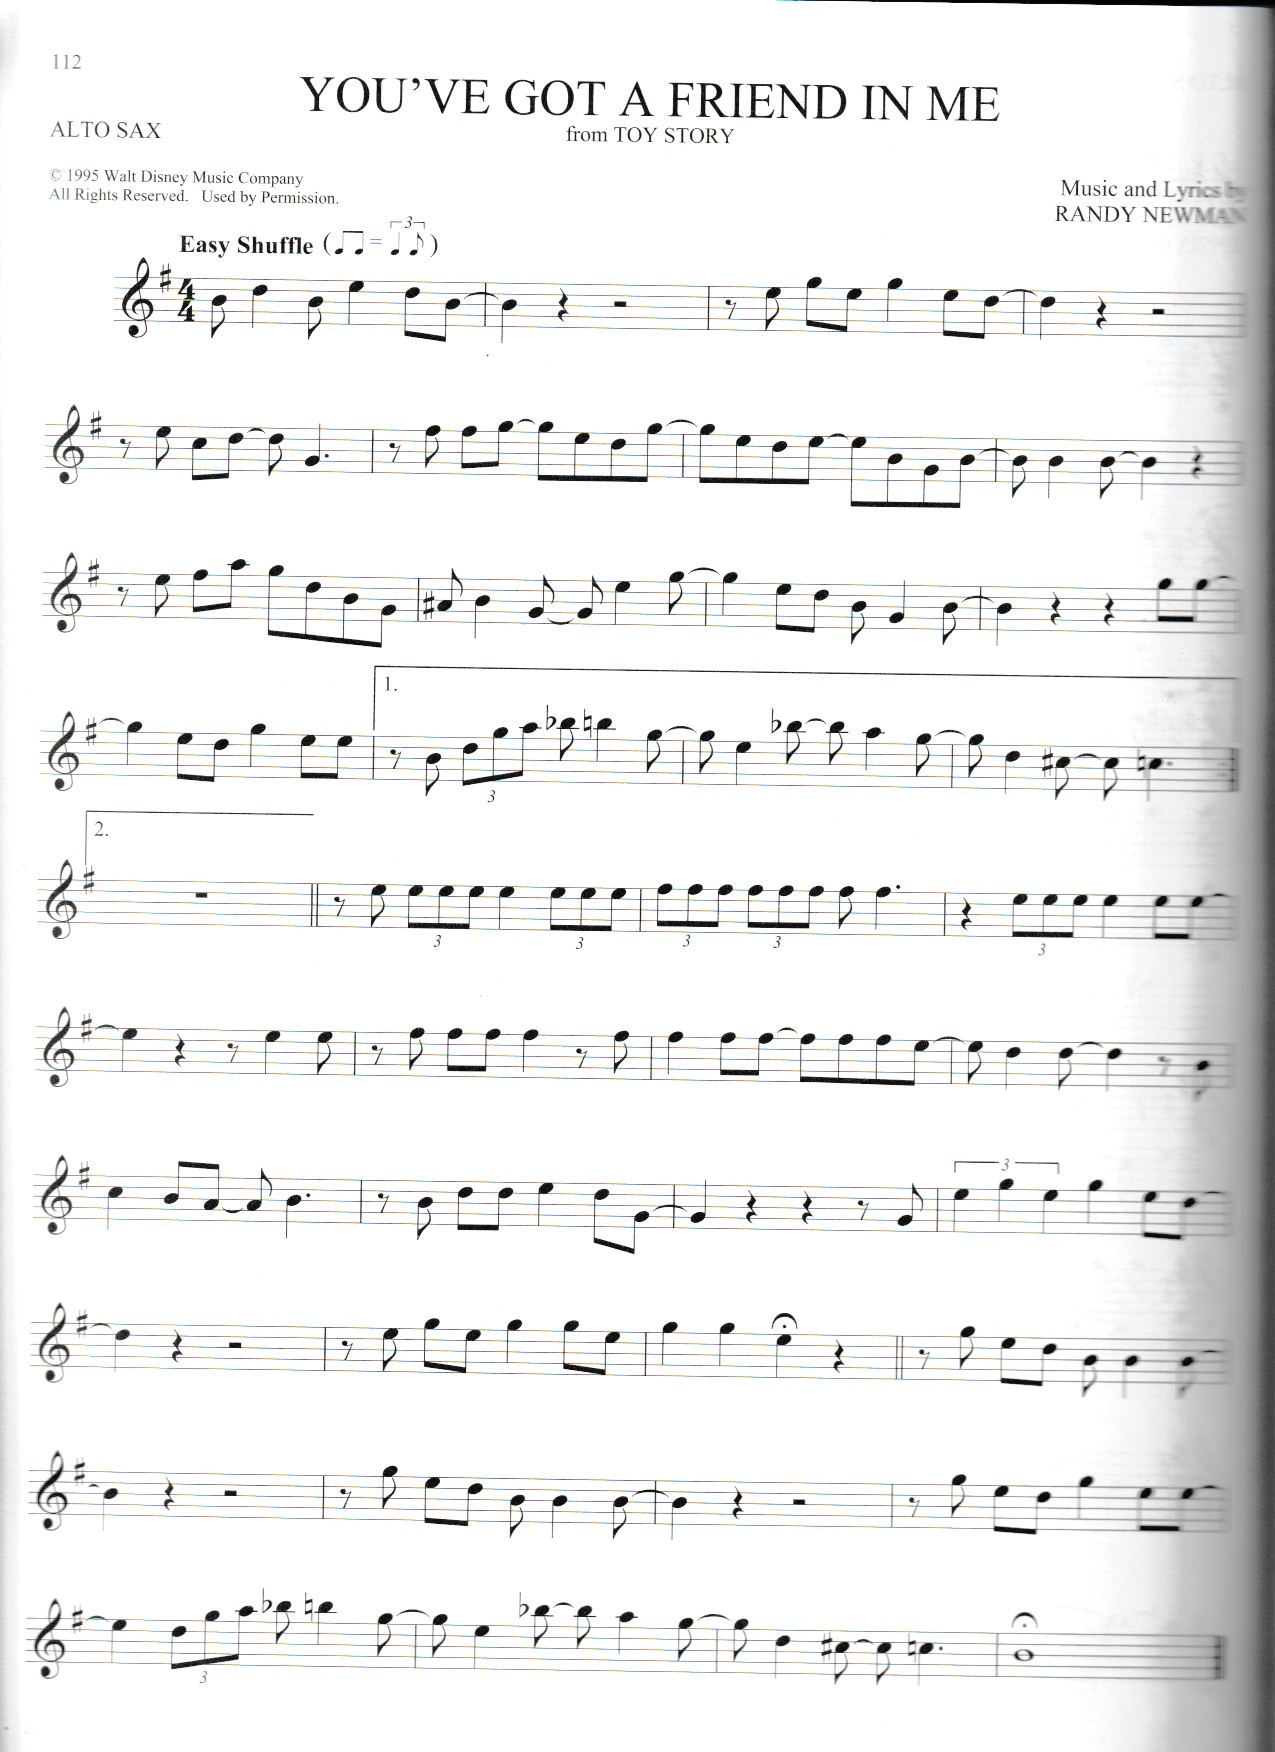 112
YOU'VE GOT A FRIEND IN ME
from TOY STORY
ALTO SAX
© 1995 Walt Disney Music Company
All Rights Reserved. Used by Permission.
Music and Lyrics by
RANDY NEWMAN
Easy Shuffle ( = 3 )
4
4
1.
3
2.
3
3
3
3
3
3
3